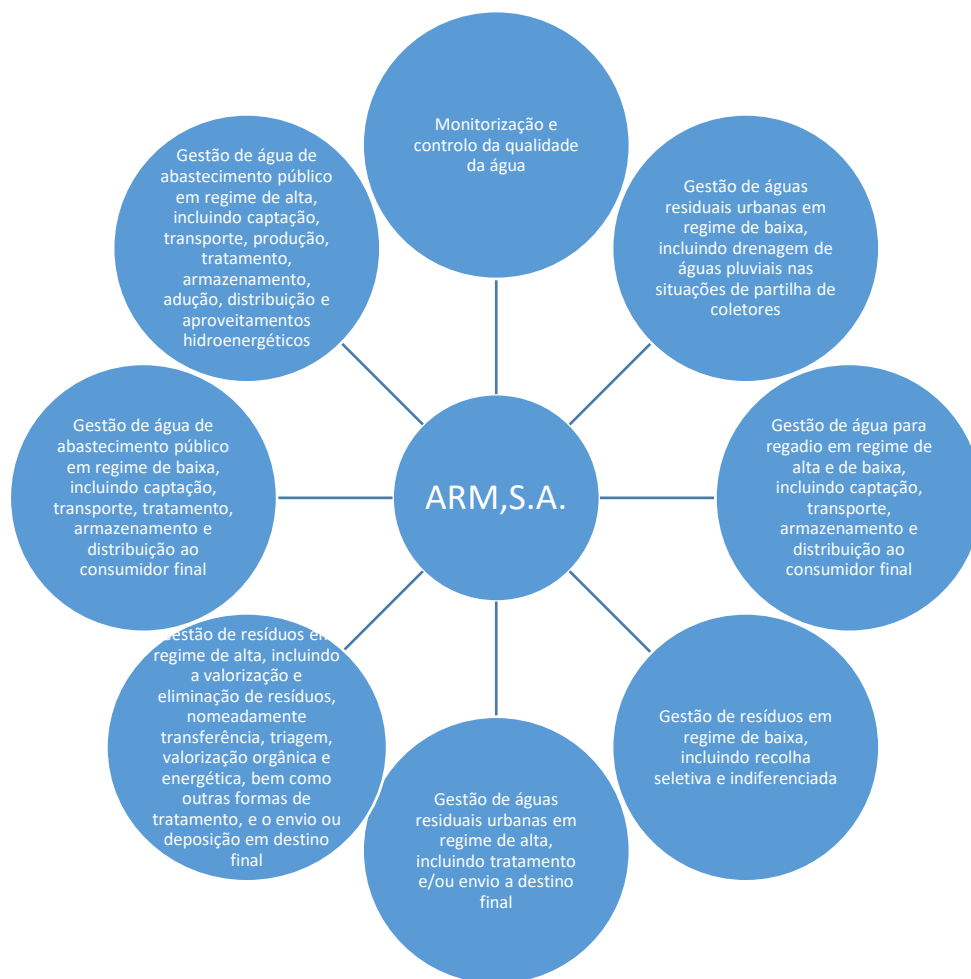 Monitorização e
controlo da qualidade
da água
Gestão de águas
residuais urbanas em
regime de baixa,
incluindo drenagem de
águas pluviais nas
situações de partilha de
coletores
Gestão de água para
regadio em regime de
alta e de baixa,
incluindo captação,
transporte,
armazenamento e
distribuição ao
consumidor final
Gestão de resíduos em
regime de baixa,
incluindo recolha
seletiva e indiferenciada
Gestão de águas
residuais urbanas em
regime de alta,
incluindo tratamento
e/ou envio a destino
final
Gestão de resíduos em
regime de alta, incluindo
a valorização e
eliminação de resíduos,
nomeadamente
transferência, triagem,
valorização orgânica e
energética, bem como
outras formas de
tratamento, e o envio ou
deposição em destino
final
Gestão de água de
abastecimento público
em regime de baixa,
incluindo captação,
transporte, tratamento,
armazenamento e
distribuição ao
consumidor final
Gestão de água de
abastecimento público
em regime de alta,
incluindo captação,
transporte, produção,
tratamento,
armazenamento,
adução, distribuição e
aproveitamentos
hidroenergéticos
ARM,S.A.